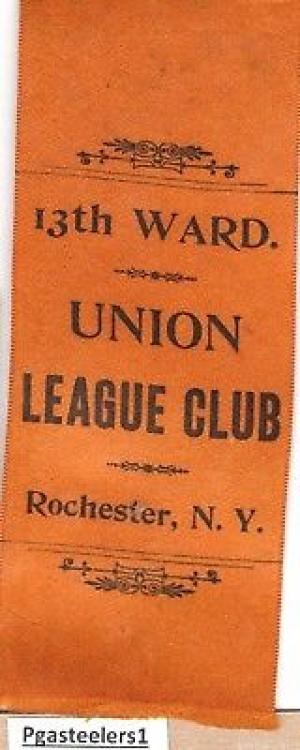 13th WARD.
UNION
LEAGUE CLUB
Rochester, N. Y.
Pgasteelers1